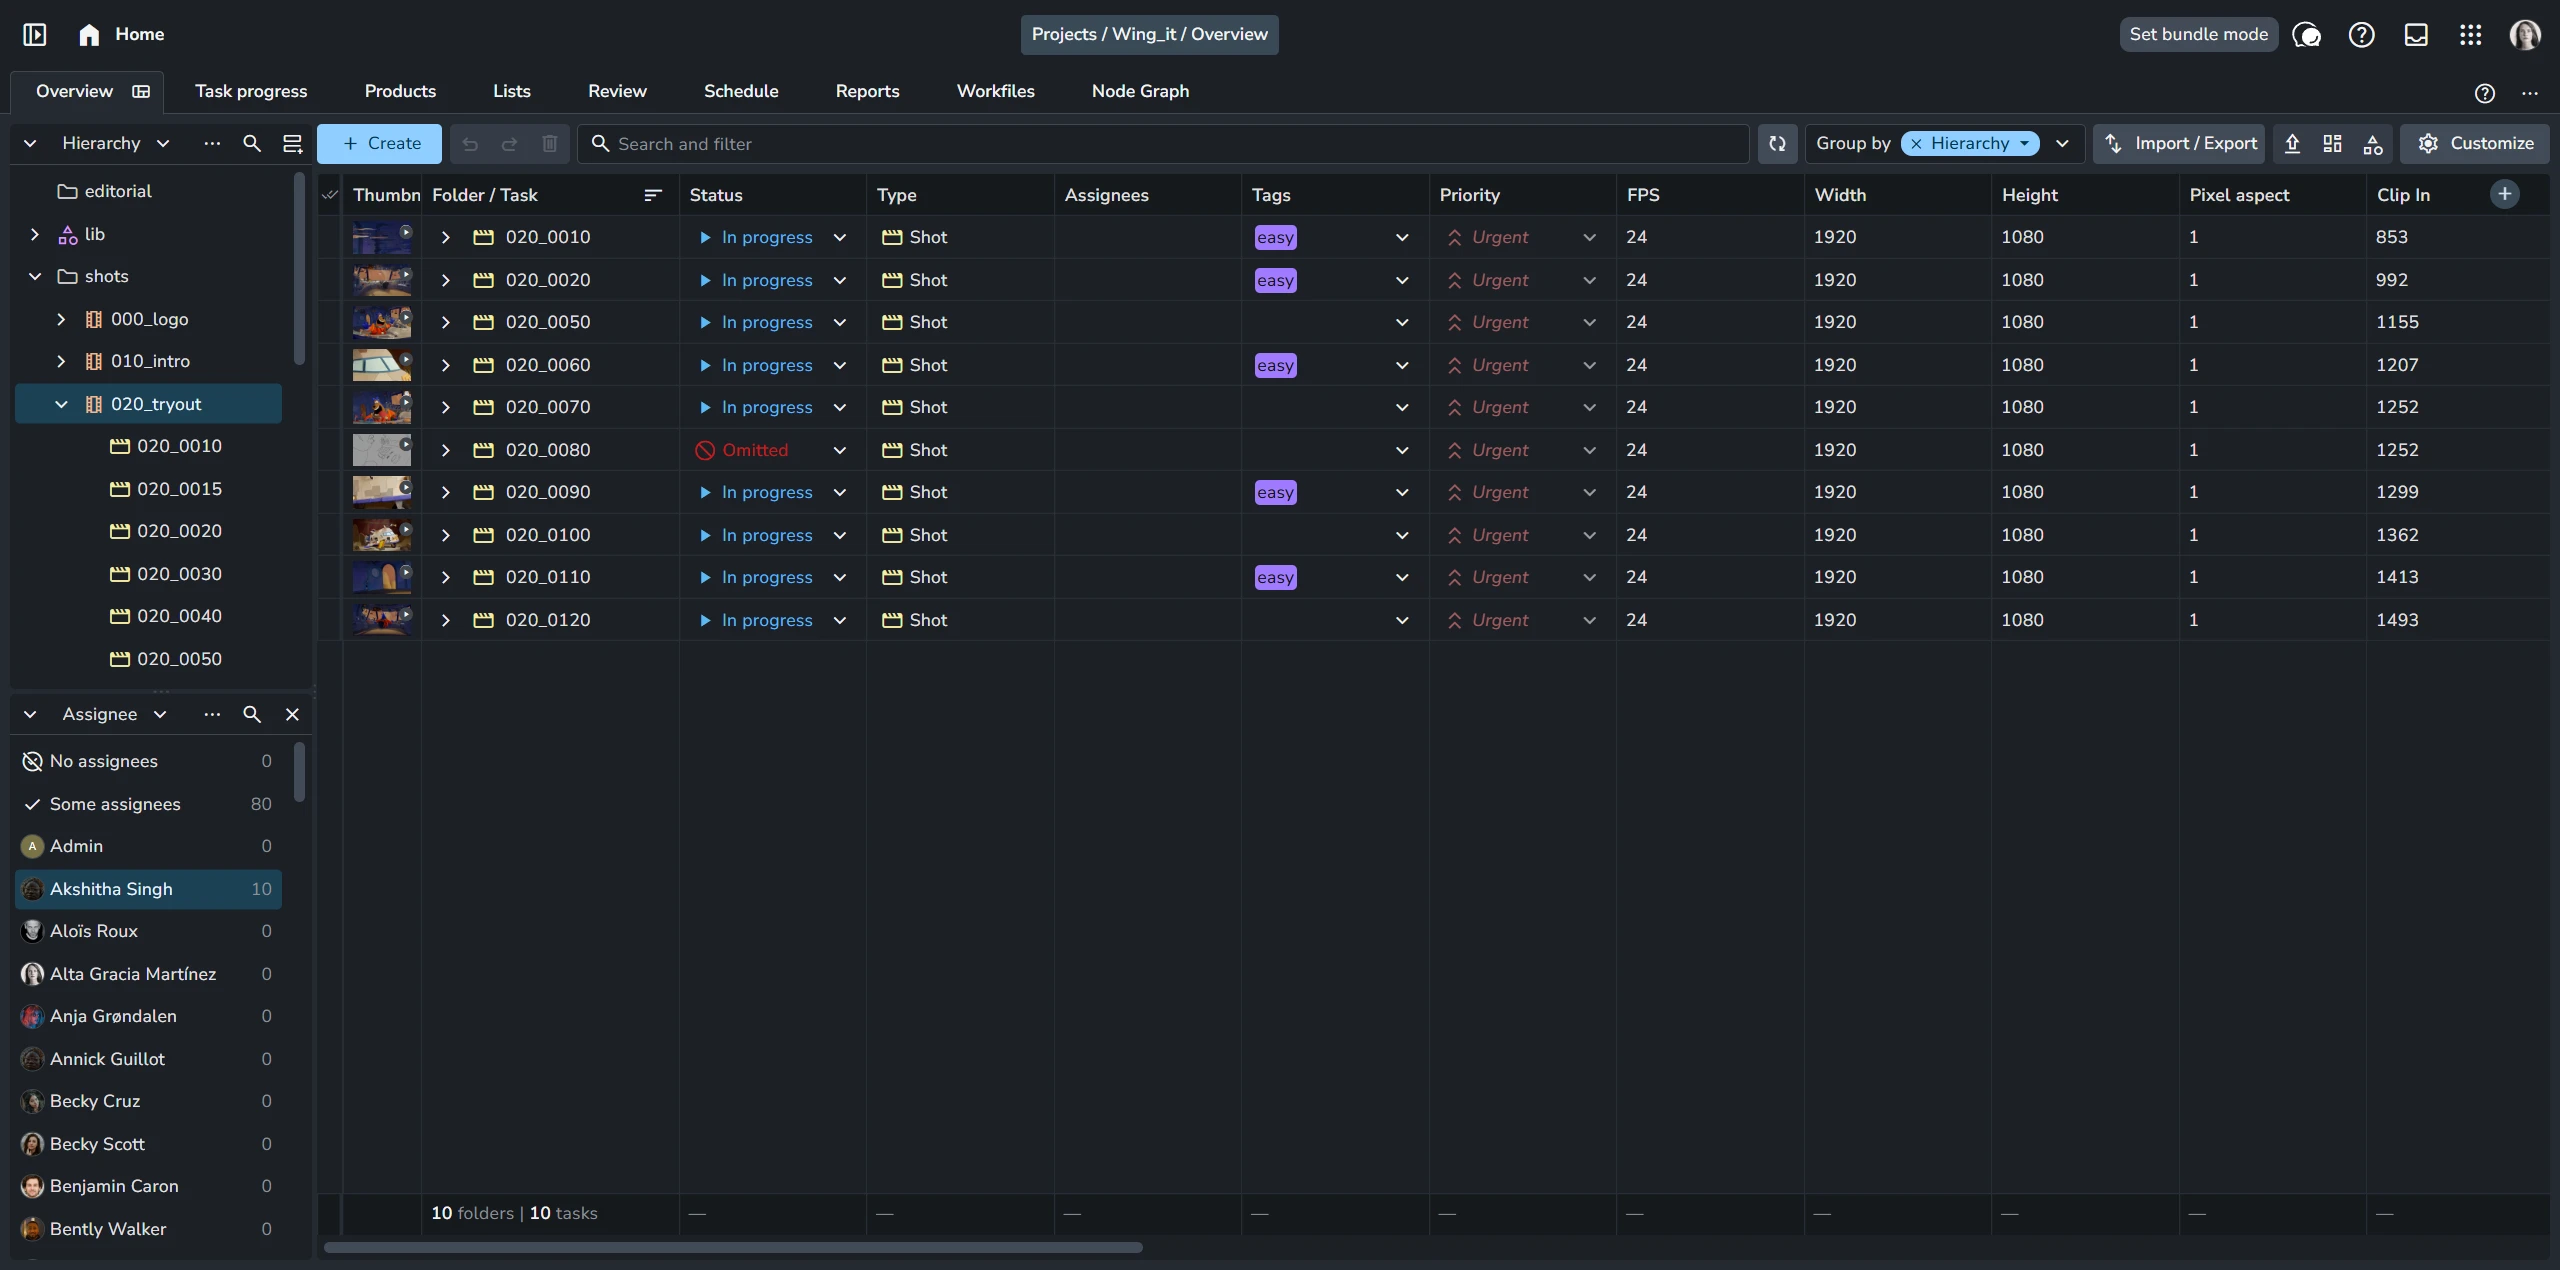 Home
Projects / Wing_it / Overview
Set bundle mode
Overview
Task progress
Products
Lists
Review
Schedule
Reports
Workfiles
Node Graph
Hierarchy
Create
Search and filter
Group by
Hierarchy
Import / Export
Customize
editorial
lib
shots
000_logo
010_intro
020_tryout
020_0010
020_0015
020_0020
020_0030
020_0040
020_0050
Assignee
No assignees 0
Some assignees 80
A Admin 0
Akshitha Singh 10
Aloïs Roux 0
Alta Gracia Martínez 0
Anja Grøndalen 0
Annick Guillot 0
Becky Cruz 0
Becky Scott 0
Benjamin Caron 0
Bently Walker 0
Thumbn Folder / Task Status Type Assignees Tags Priority FPS Width Height Pixel aspect Clip In
020_0010 In progress Shot easy Urgent 24 1920 1080 1 853
020_0020 In progress Shot easy Urgent 24 1920 1080 1 992
020_0050 In progress Shot Urgent 24 1920 1080 1 1155
020_0060 In progress Shot easy Urgent 24 1920 1080 1 1207
020_0070 In progress Shot Urgent 24 1920 1080 1 1252
020_0080 Omitted Shot Urgent 24 1920 1080 1 1252
020_0090 In progress Shot easy Urgent 24 1920 1080 1 1299
020_0100 In progress Shot Urgent 24 1920 1080 1 1362
020_0110 In progress Shot easy Urgent 24 1920 1080 1 1413
020_0120 In progress Shot Urgent 24 1920 1080 1 1493
10 folders | 10 tasks — — — — — — — — — —